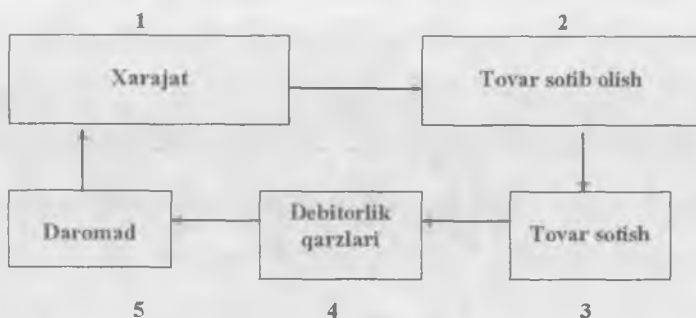 1
Xarajat
2
Tovar sotib olish
Daromad
5
Debitorlik
qarzlari
4
Tovar sotish
3